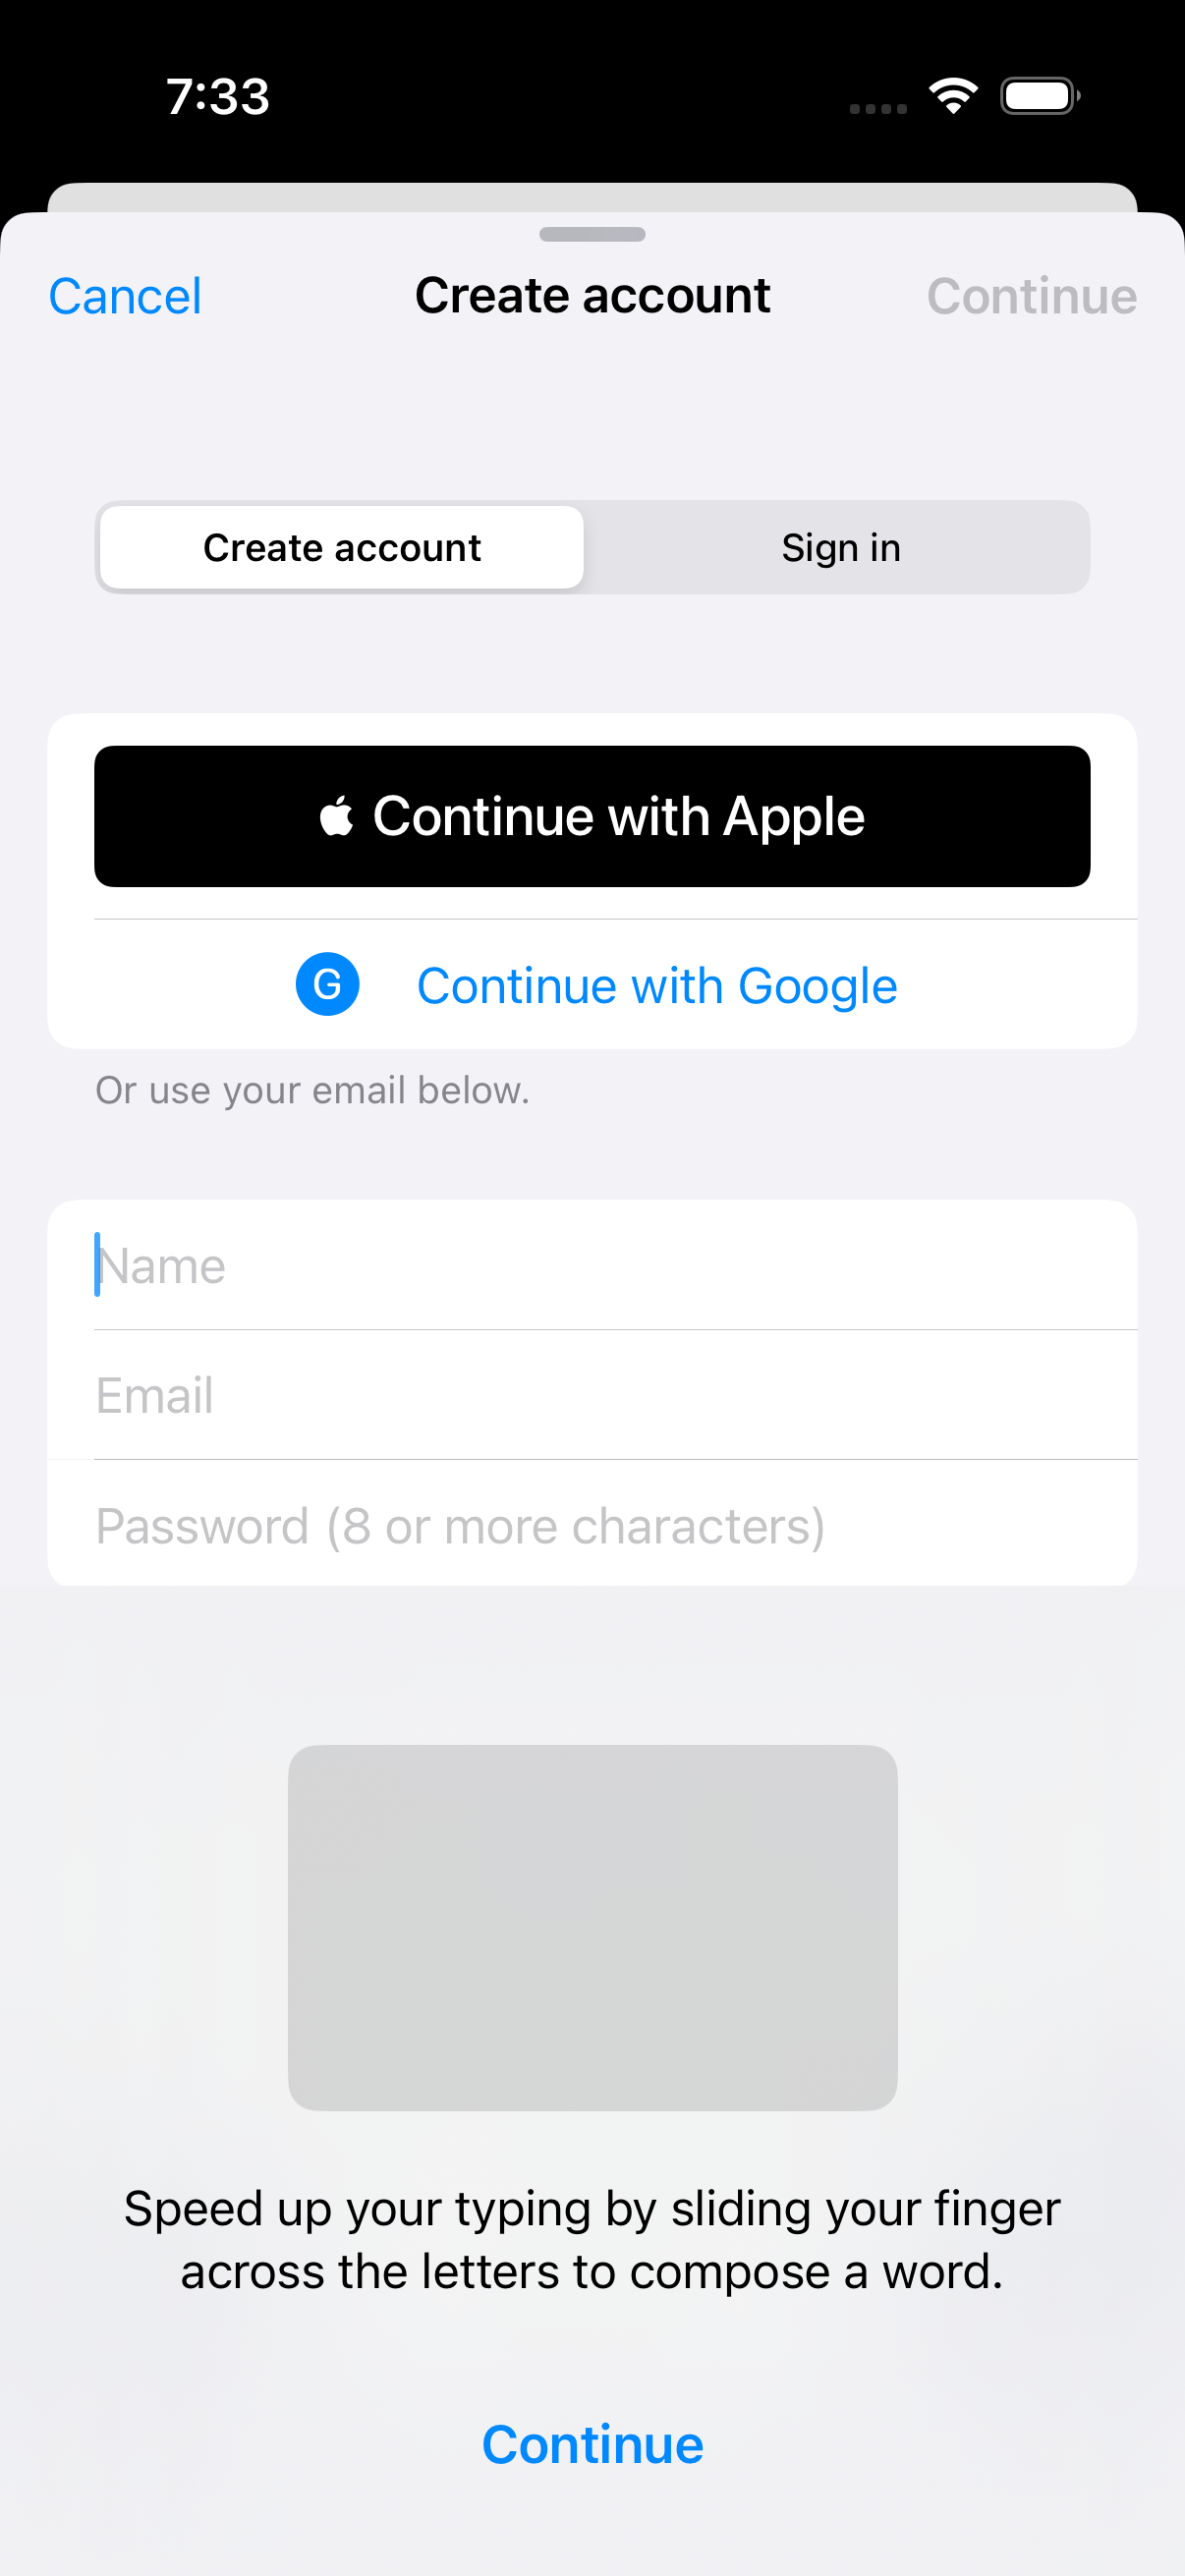 7:33
Cancel
Create account
Continue
Create account
Sign in
Continue with Apple
G Continue with Google
Or use your email below.
Name
Email
Password (8 or more characters)
Speed up your typing by sliding your finger
across the letters to compose a word.
Continue